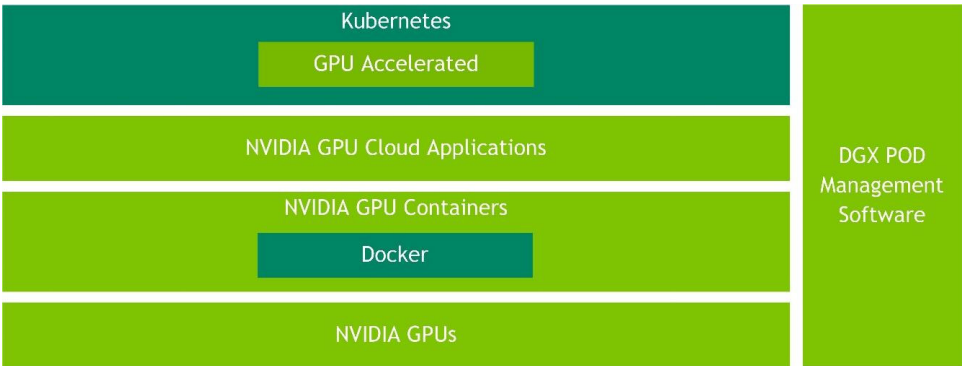 Kubernetes
GPU Accelerated
NVIDIA GPU Cloud Applications
NVIDIA GPU Containers
Docker
NVIDIA GPUs
DGX POD
Management
Software